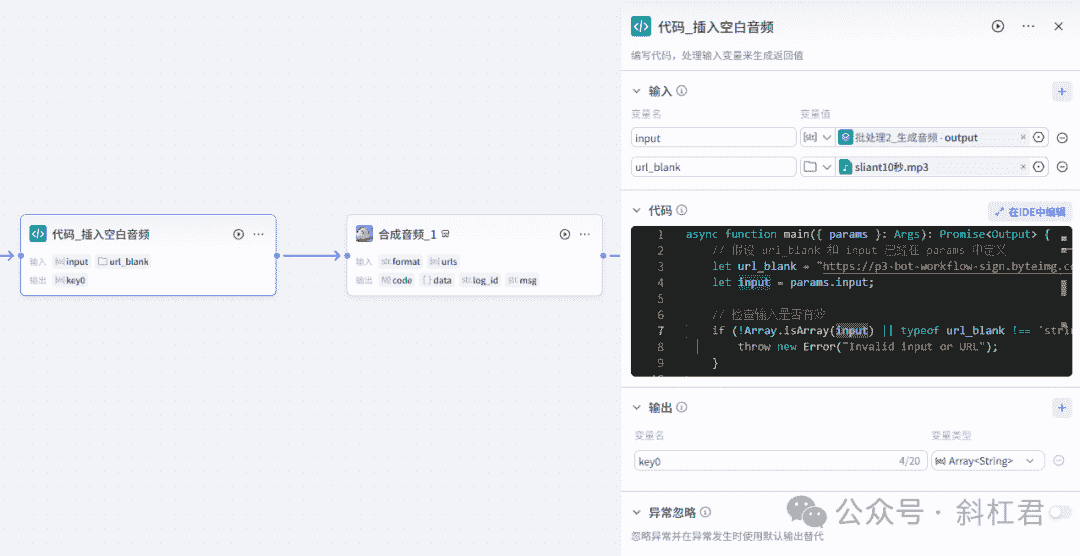 代码_插入空白音频
输入 input url_blank
输出 key0
合成音频_1
输入 str. format [str] urls
输出 code {} data str. log_id str. msg
代码_插入空白音频
编写代码，处理输入变量来生成返回值
输入
变量名 变量值
input [str] 批处理2_生成音频 - output
url_blank sliant10秒.mp3
代码 在IDE中编辑
1 async function main({ params }: Args): Promise<Output> {
2 // 假设 url_blank 和 input 已经在 params 中定义
3 let url_blank = "https://p3-bot-workflow-sign.byteimg.c
4 let input = params.input;
5
6 // 检查输入是否有效
7 if (!Array.isArray(input) || typeof url_blank !== 'stri
8 throw new Error("Invalid input or URL");
9 }
输出
变量名 变量类型
key0 4/20 Array<String>
异常忽略
忽略异常并在异常发生时使用默认输出替代
公众号 · 斜杠君